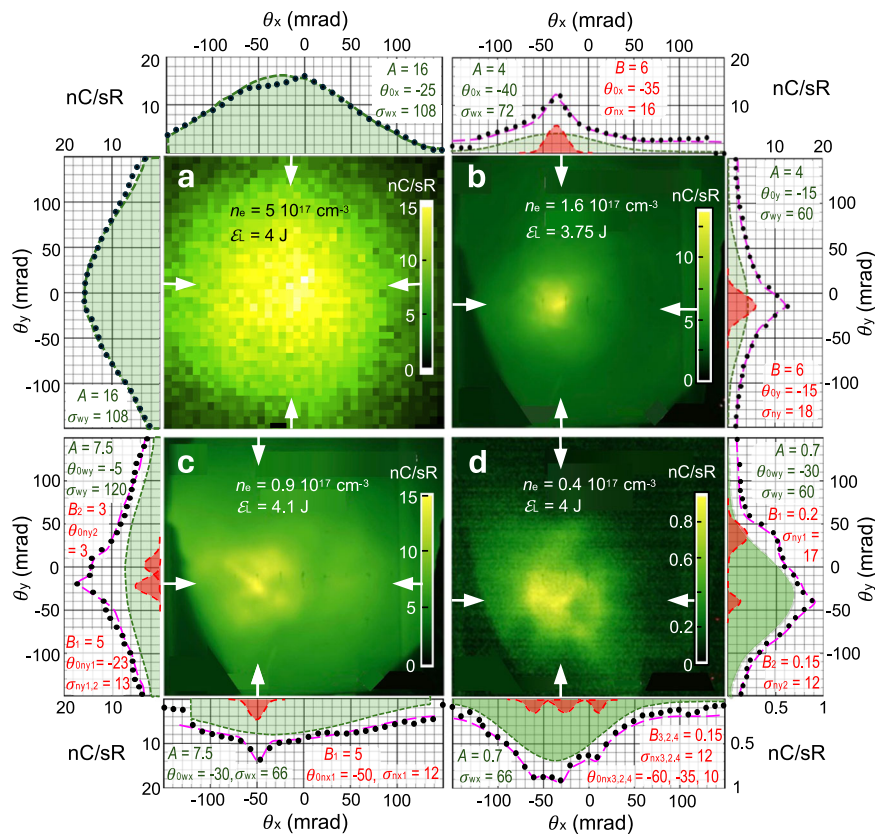 θx (mrad)
θx (mrad)
-100 -50 0 50 100
-100 -50 0 50 100
20
10
nC/sR
A = 16
θ0x = -25
σwx = 108
A = 4
θ0x = -40
σwx = 72
B = 6
θ0x = -35
σnx = 16
20
10
nC/sR
20 10
10 20
a
nC/sR
ne = 5 10¹⁷ cm⁻³
ℰL = 4 J
15
10
5
0
b
nC/sR
ne = 1.6 10¹⁷ cm⁻³
ℰL = 3.75 J
10
5
0
100
50
0
-50
-100
θy (mrad)
A = 16
σwy = 108
A = 4
θ0y = -15
σwy = 60
B = 6
θ0y = -15
σny = 18
100
50
0
-50
-100
θy (mrad)
c
nC/sR
ne = 0.9 10¹⁷ cm⁻³
ℰL = 4.1 J
15
10
5
0
d
nC/sR
ne = 0.4 10¹⁷ cm⁻³
ℰL = 4 J
0.8
0.6
0.4
0.2
0
A = 7.5
θ0wy = -5
σwy = 120
B2 = 3
θ0ny2
= 3
B1 = 5
θ0ny1 = -23
σny1,2 = 13
100
50
0
-50
-100
θy (mrad)
A = 0.7
θ0wy = -30
σwy = 60
B1 = 0.2
σny1 =
17
B2 = 0.15
σny2 = 12
100
50
0
-50
-100
θy (mrad)
20 10
0.5 1
nC/sR
10
20
A = 7.5
θ0wx = -30, σwx = 66
B1 = 5
θ0nx1 = -50, σnx1 = 12
A = 0.7
σwx = 66
B3,2,4 = 0.15
σnx3,2,4 = 12
θ0nx3,2,4 = -60, -35, 10
0.5
1
nC/sR
-100 -50 0 50 100
-100 -50 0 50 100
θx (mrad)
θx (mrad)